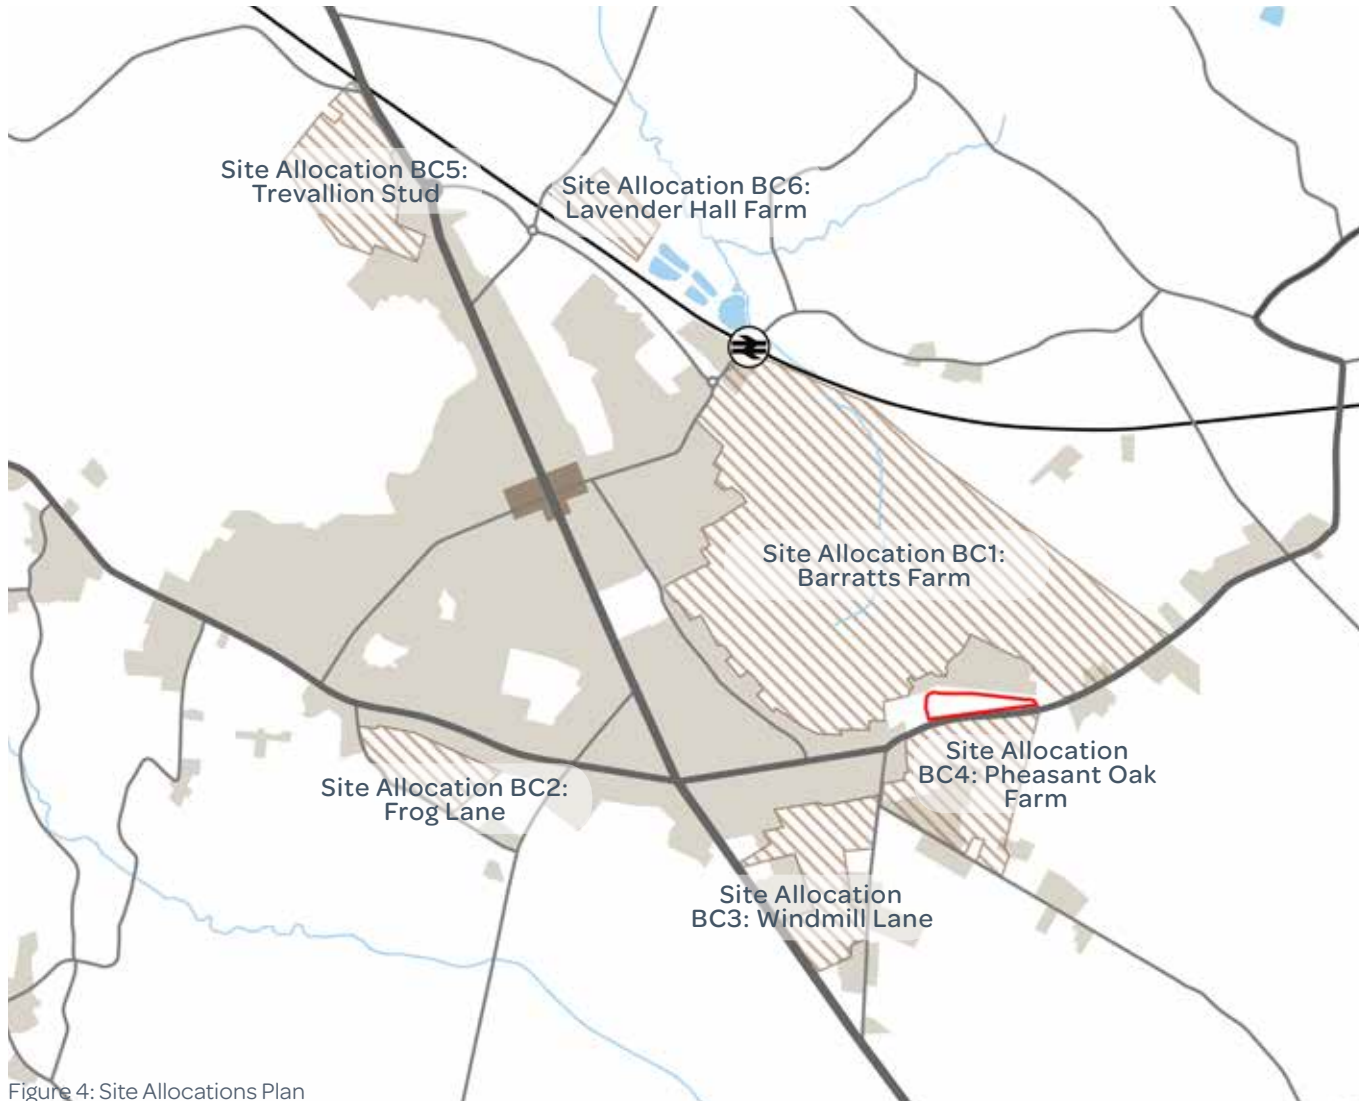 Site Allocation BC5:
Trevallion Stud
Site Allocation BC6:
Lavender Hall Farm
Site Allocation BC1:
Barratts Farm
Site Allocation
BC4: Pheasant Oak
Farm
Site Allocation BC2:
Frog Lane
Site Allocation
BC3: Windmill Lane
Figure 4: Site Allocations Plan